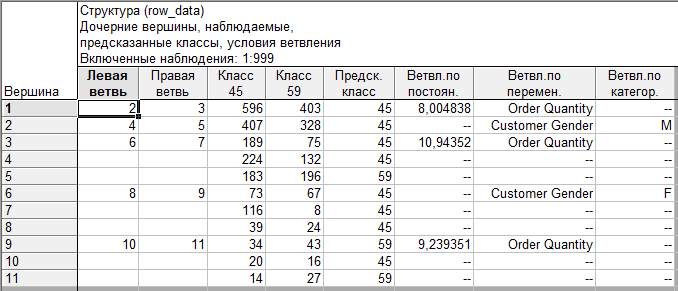 Структура (row_data)
Дочерние вершины, наблюдаемые,
предсказанные классы, условия ветвления
Включенные наблюдения: 1:999
Вершина Левая ветвь Правая ветвь Класс 45 Класс 59 Предск. класс Ветвл.по постоян. Ветвл.по перемен. Ветвл.по категор.
1 2 3 596 403 45 8,004838 Order Quantity --
2 4 5 407 328 45 -- Customer Gender M
3 6 7 189 75 45 10,94352 Order Quantity --
4 224 132 45 -- -- --
5 183 196 59 -- -- --
6 8 9 73 67 45 -- Customer Gender F
7 116 8 45 -- -- --
8 39 24 45 -- -- --
9 10 11 34 43 59 9,239351 Order Quantity --
10 20 16 45 -- -- --
11 14 27 59 -- -- --